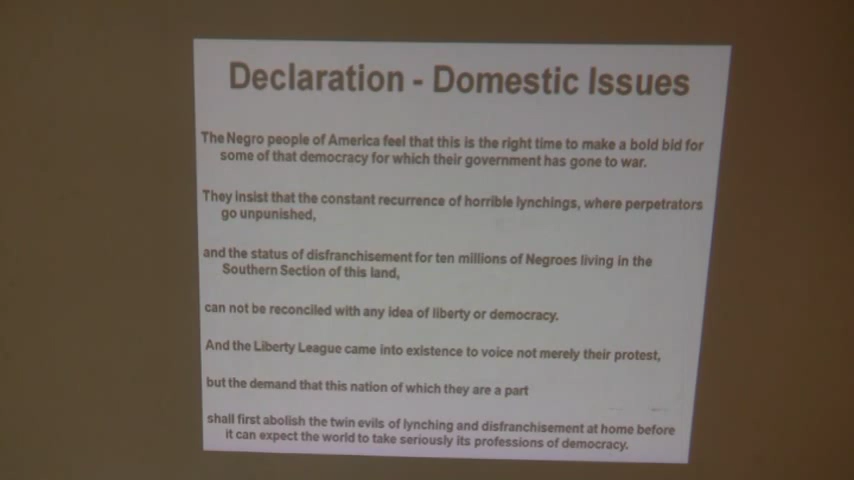 Declaration - Domestic Issues
The Negro people of America feel that this is the right time to make a bold bid for
some of that democracy for which their government has gone to war.
They insist that the constant recurrence of horrible lynchings, where perpetrators
go unpunished,
and the status of disfranchisement for ten millions of Negroes living in the
Southern Section of this land,
can not be reconciled with any idea of liberty or democracy.
And the Liberty League came into existence to voice not merely their protest,
but the demand that this nation of which they are a part
shall first abolish the twin evils of lynching and disfranchisement at home before
it can expect the world to take seriously its professions of democracy.